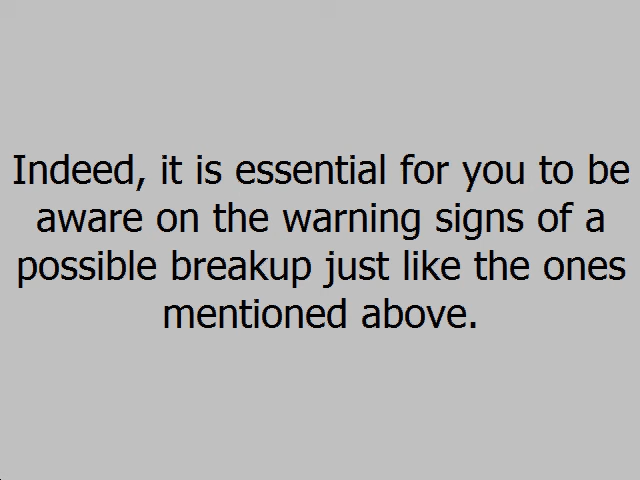 Indeed, it is essential for you to be
aware on the warning signs of a
possible breakup just like the ones
mentioned above.